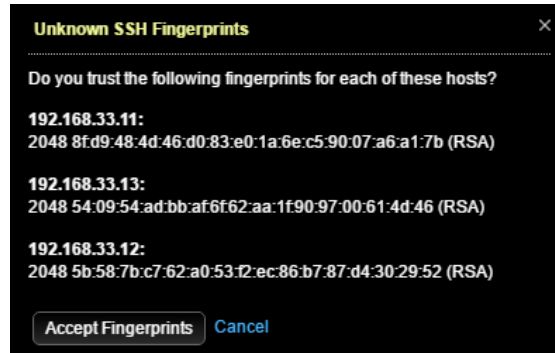 Unknown SSH Fingerprints
Do you trust the following fingerprints for each of these hosts?
192.168.33.11:
2048 8f:d9:48:4d:46:d0:83:e0:1a:6e:c5:90:07:a6:a1:7b (RSA)
192.168.33.13:
2048 54:09:54:ad:bb:af:6f:62:aa:1f:90:97:00:61:4d:46 (RSA)
192.168.33.12:
2048 5b:58:7b:c7:62:a0:53:f2:ec:86:b7:87:d4:30:29:52 (RSA)
Accept Fingerprints Cancel